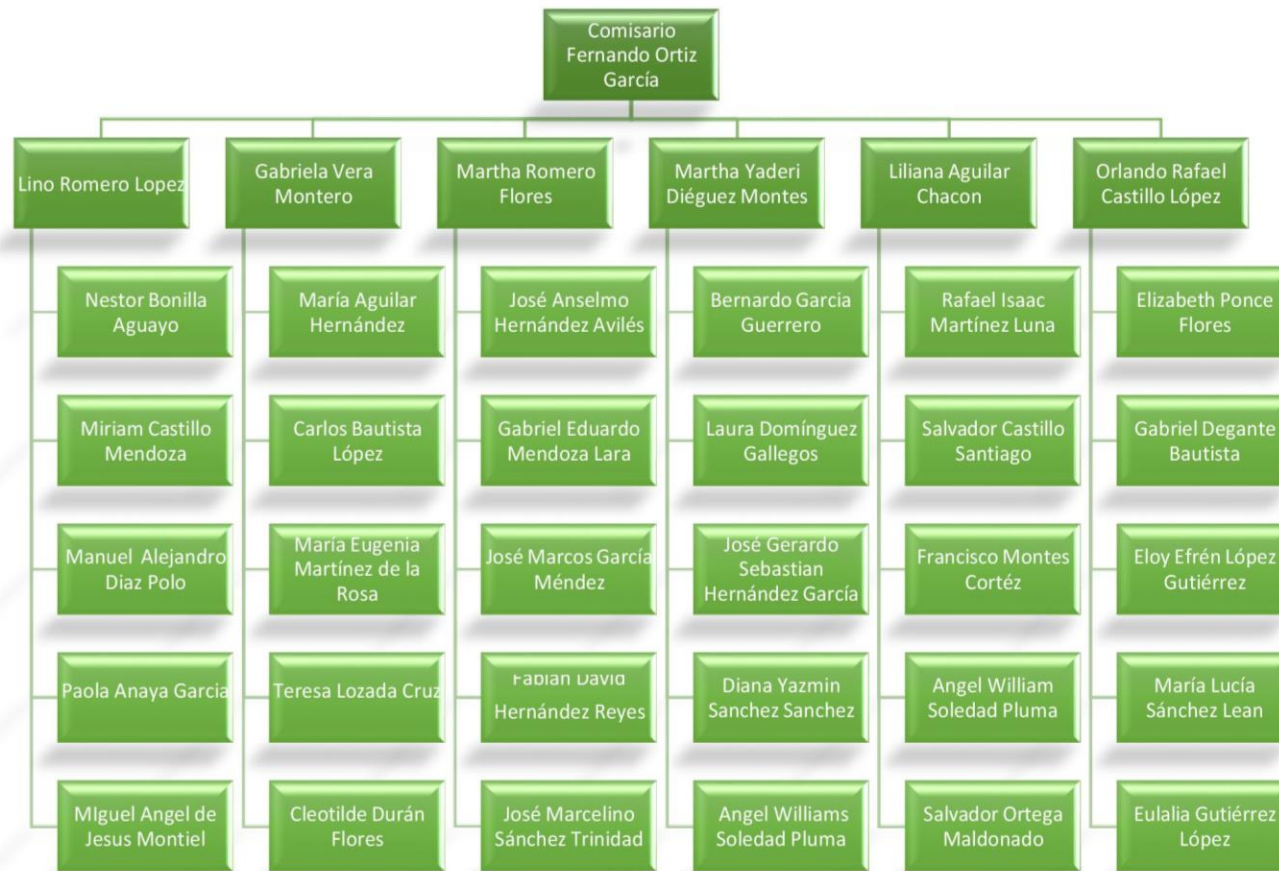 Comisario
Fernando Ortiz
García
Lino Romero Lopez
Gabriela Vera
Montero
Martha Romero
Flores
Martha Yaderi
Diéguez Montes
Liliana Aguilar
Chacon
Orlando Rafael
Castillo López
Nestor Bonilla
Aguayo
María Aguilar
Hernández
José Anselmo
Hernández Avilés
Bernardo Garcia
Guerrero
Rafael Isaac
Martínez Luna
Elizabeth Ponce
Flores
Miriam Castillo
Mendoza
Carlos Bautista
López
Gabriel Eduardo
Mendoza Lara
Laura Domínguez
Gallegos
Salvador Castillo
Santiago
Gabriel Degante
Bautista
Manuel Alejandro
Diaz Polo
María Eugenia
Martínez de la
Rosa
José Marcos García
Méndez
José Gerardo
Sebastian
Hernández García
Francisco Montes
Cortéz
Eloy Efrén López
Gutiérrez
Paola Anaya Garcia
Teresa Lozada Cruz
Fabian David
Hernández Reyes
Diana Yazmin
Sanchez Sanchez
Angel William
Soledad Pluma
María Lucía
Sánchez Lean
MIguel Angel de
Jesus Montiel
Cleotilde Durán
Flores
José Marcelino
Sánchez Trinidad
Angel Williams
Soledad Pluma
Salvador Ortega
Maldonado
Eulalia Gutiérrez
López